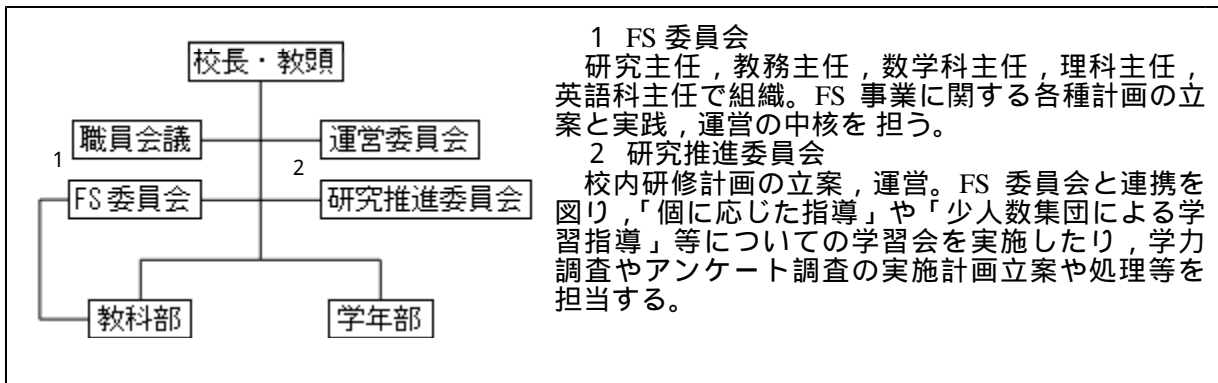 校長・教頭
職員会議
運営委員会
1
2
FS委員会
研究推進委員会
教科部
学年部
1 FS 委員会
研究主任，教務主任，数学科主任，理科主任，
英語科主任で組織。FS 事業に関する各種計画の立
案と実践，運営の中核を 担う。
2 研究推進委員会
校内研修計画の立案，運営。FS 委員会と連携を
図り，「個に応じた指導」や「少人数集団による学
習指導」等についての学習会を実施したり，学力
調査やアンケート調査の実施計画立案や処理等を
担当する。